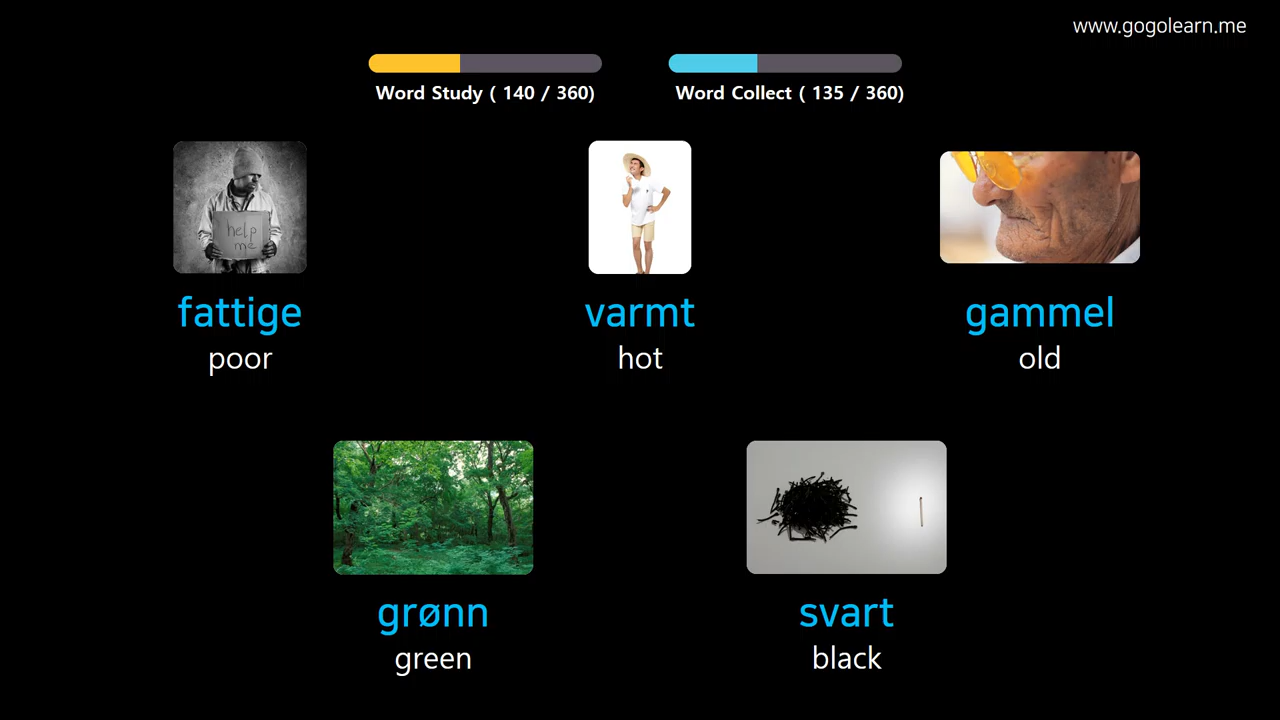 www.gogolearn.me
Word Study ( 140 / 360)
Word Collect ( 135 / 360)
help
me
fattige
poor
varmt
hot
gammel
old
grønn
green
svart
black